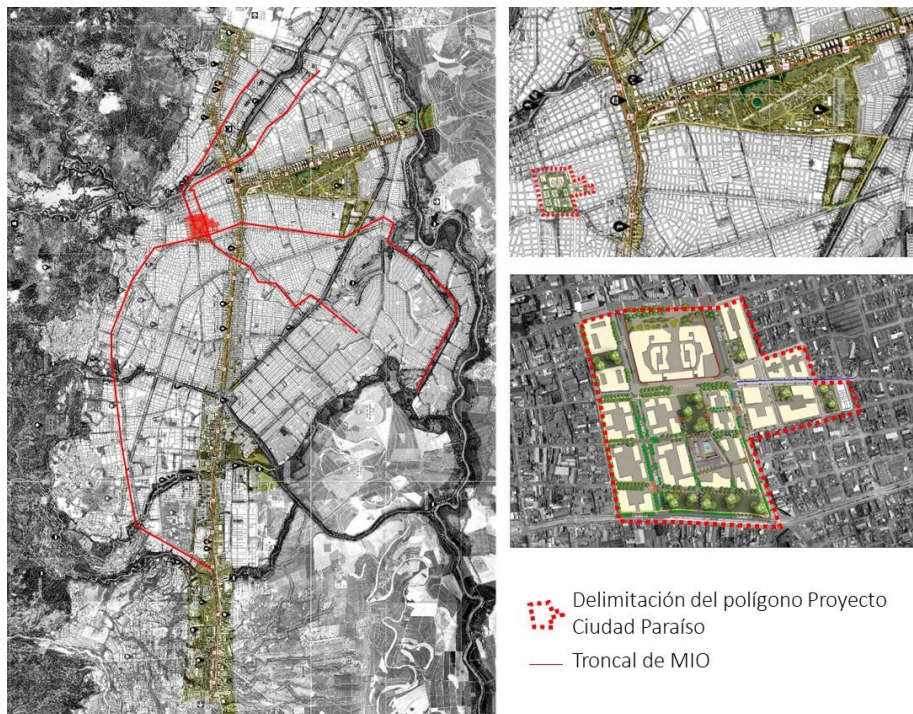 Delimitación del polígono Proyecto
Ciudad Paraíso
Troncal de MIO